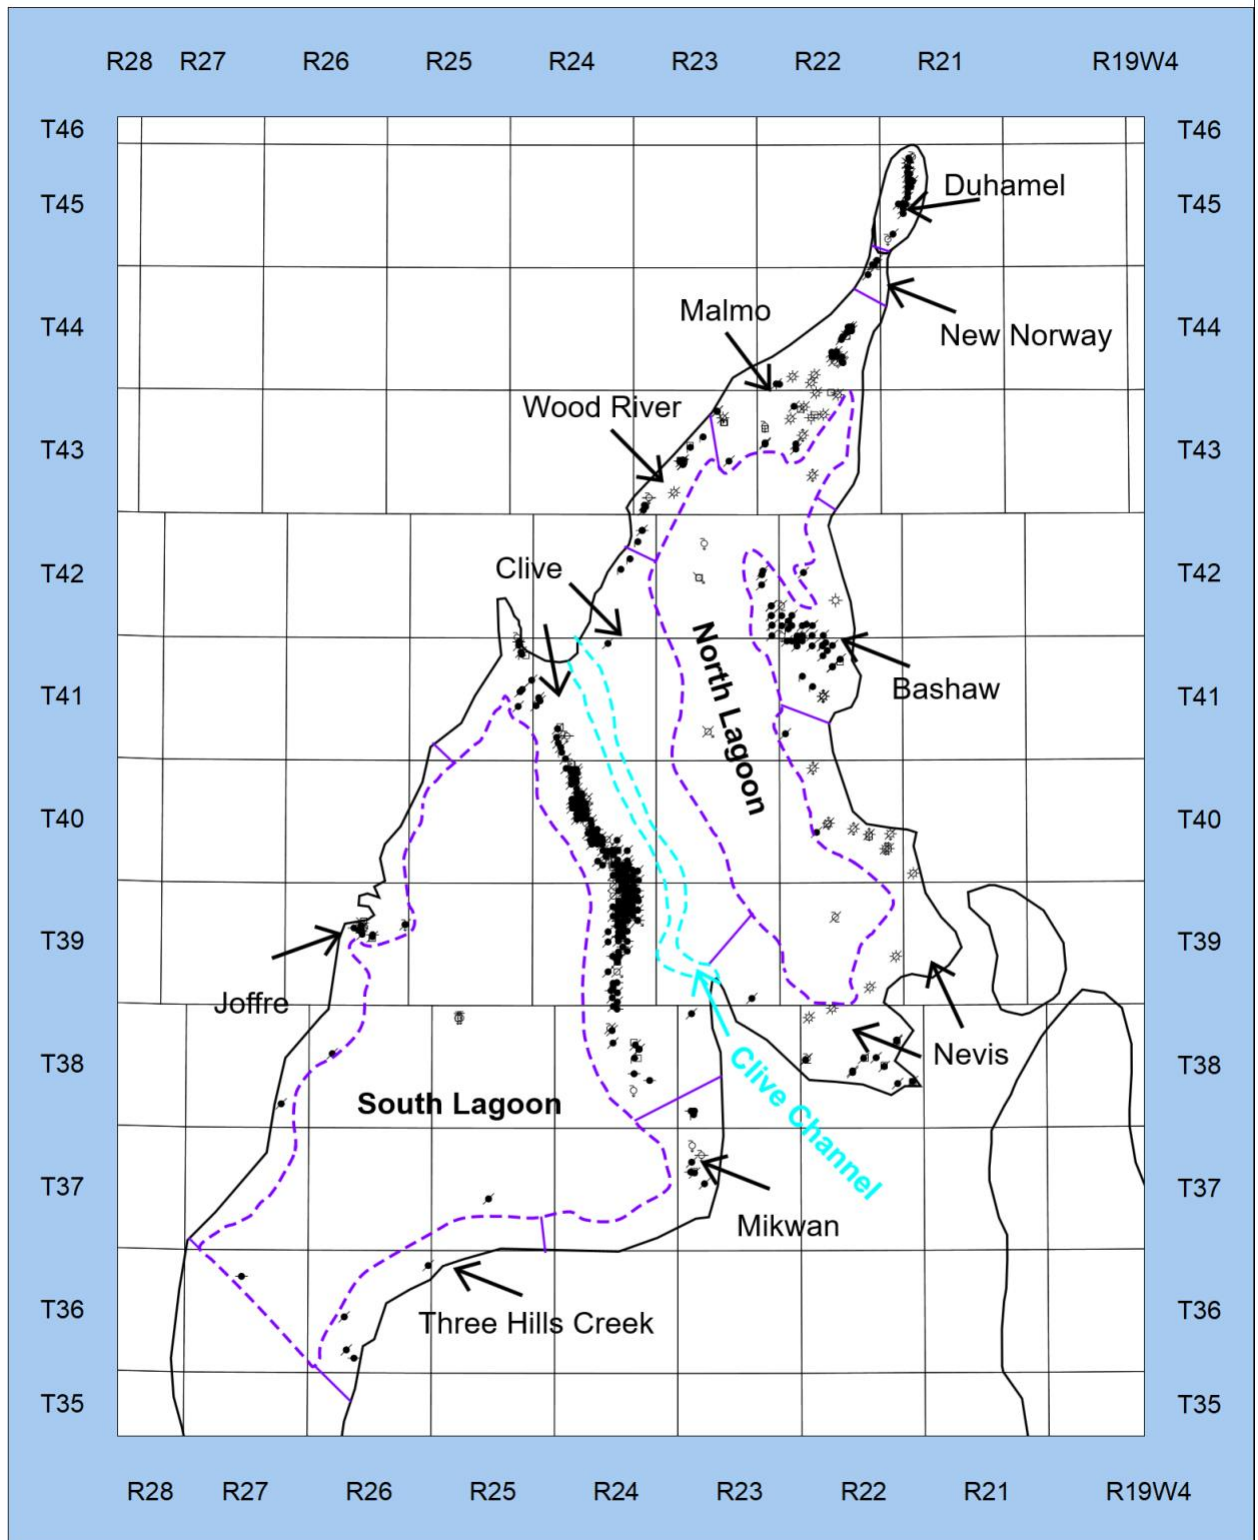 R28 R27 R26 R25 R24 R23 R22 R21 R19W4
T46 T46
Duhamel
T45 T45
Malmo
T44 T44
New Norway
Wood River
T43 T43
Clive
T42 T42
North Lagoon
Bashaw
T41 T41
T40 T40
T39 T39
Joffre
Nevis
T38 T38
Clive Channel
South Lagoon
T37 T37
Mikwan
T36 T36
Three Hills Creek
T35 T35
R28 R27 R26 R25 R24 R23 R22 R21 R19W4